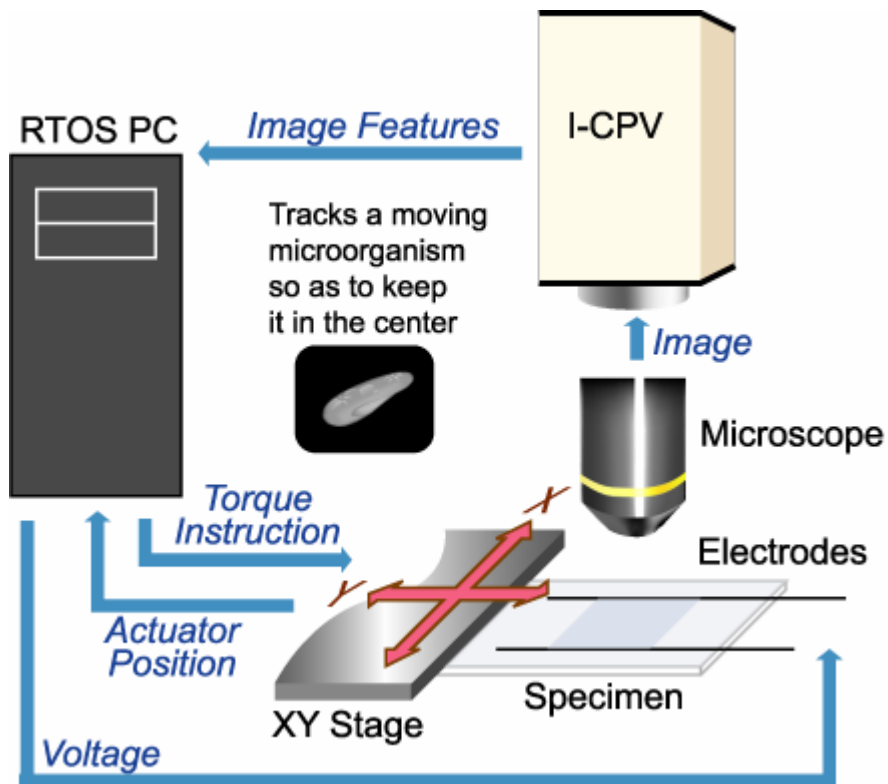 RTOS PC
Image Features
I-CPV
Tracks a moving
microorganism
so as to keep
it in the center
Image
Microscope
Torque
Instruction
X
Y
Electrodes
Actuator
Position
Specimen
XY Stage
Voltage